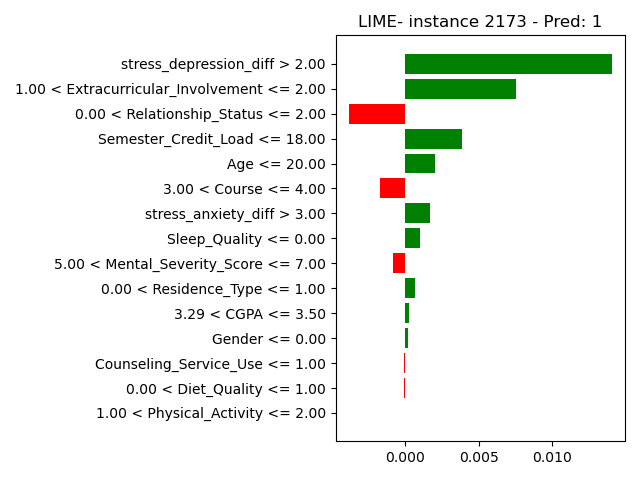 LIME- instance 2173 - Pred: 1
stress_depression_diff > 2.00
1.00 < Extracurricular_Involvement <= 2.00
0.00 < Relationship_Status <= 2.00
Semester_Credit_Load <= 18.00
Age <= 20.00
3.00 < Course <= 4.00
stress_anxiety_diff > 3.00
Sleep_Quality <= 0.00
5.00 < Mental_Severity_Score <= 7.00
0.00 < Residence_Type <= 1.00
3.29 < CGPA <= 3.50
Gender <= 0.00
Counseling_Service_Use <= 1.00
0.00 < Diet_Quality <= 1.00
1.00 < Physical_Activity <= 2.00
0.000 0.005 0.010